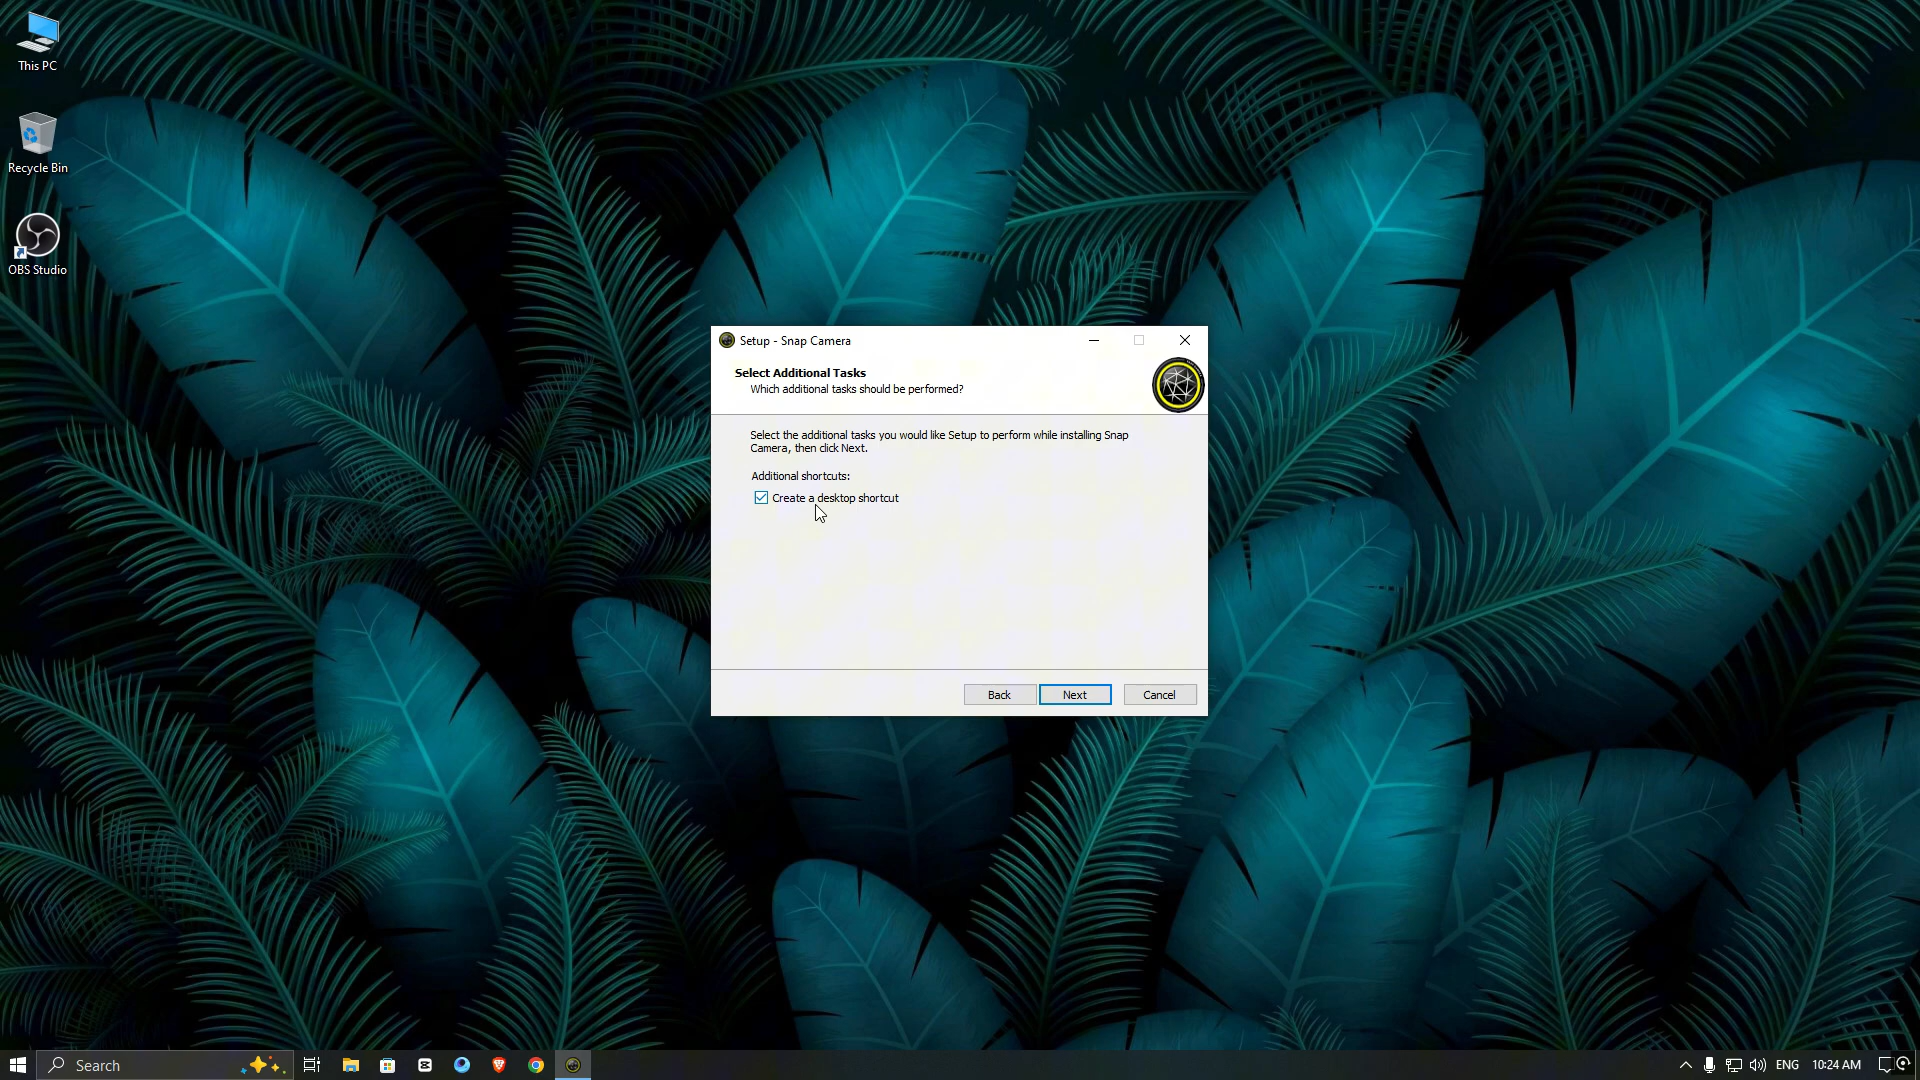 This PC
Recycle Bin
OBS Studio
Setup - Snap Camera
Select Additional Tasks
Which additional tasks should be performed?
Select the additional tasks you would like Setup to perform while installing Snap
Camera, then click Next.
Additional shortcuts:
Create a desktop shortcut
Back
Next
Cancel
Search
ENG
10:24 AM